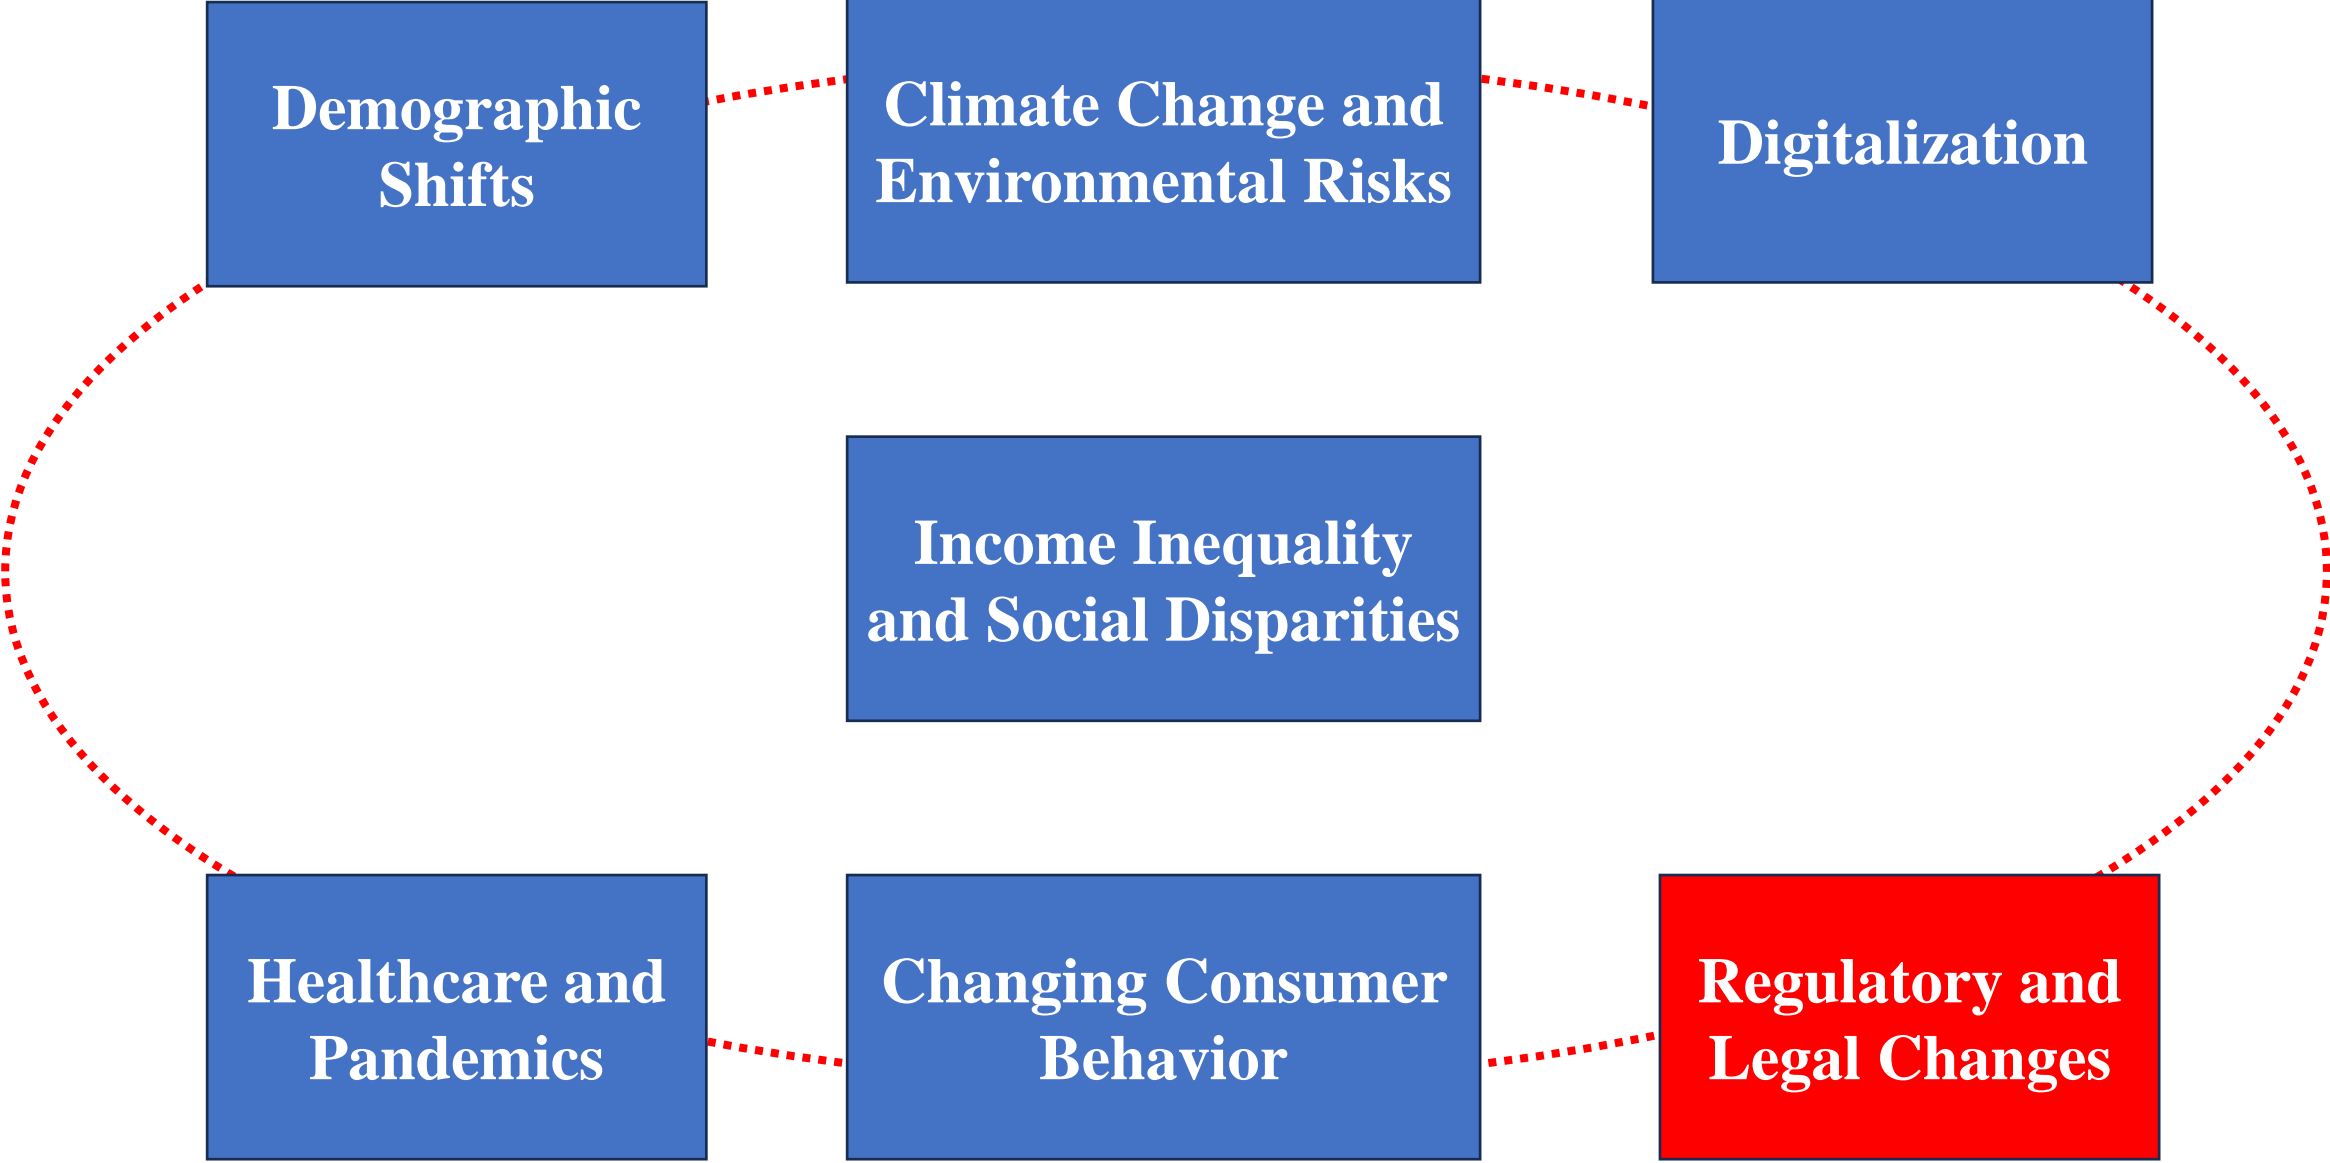 Demographic
Shifts
Climate Change and
Environmental Risks
Digitalization
Income Inequality
and Social Disparities
Healthcare and
Pandemics
Changing Consumer
Behavior
Regulatory and
Legal Changes